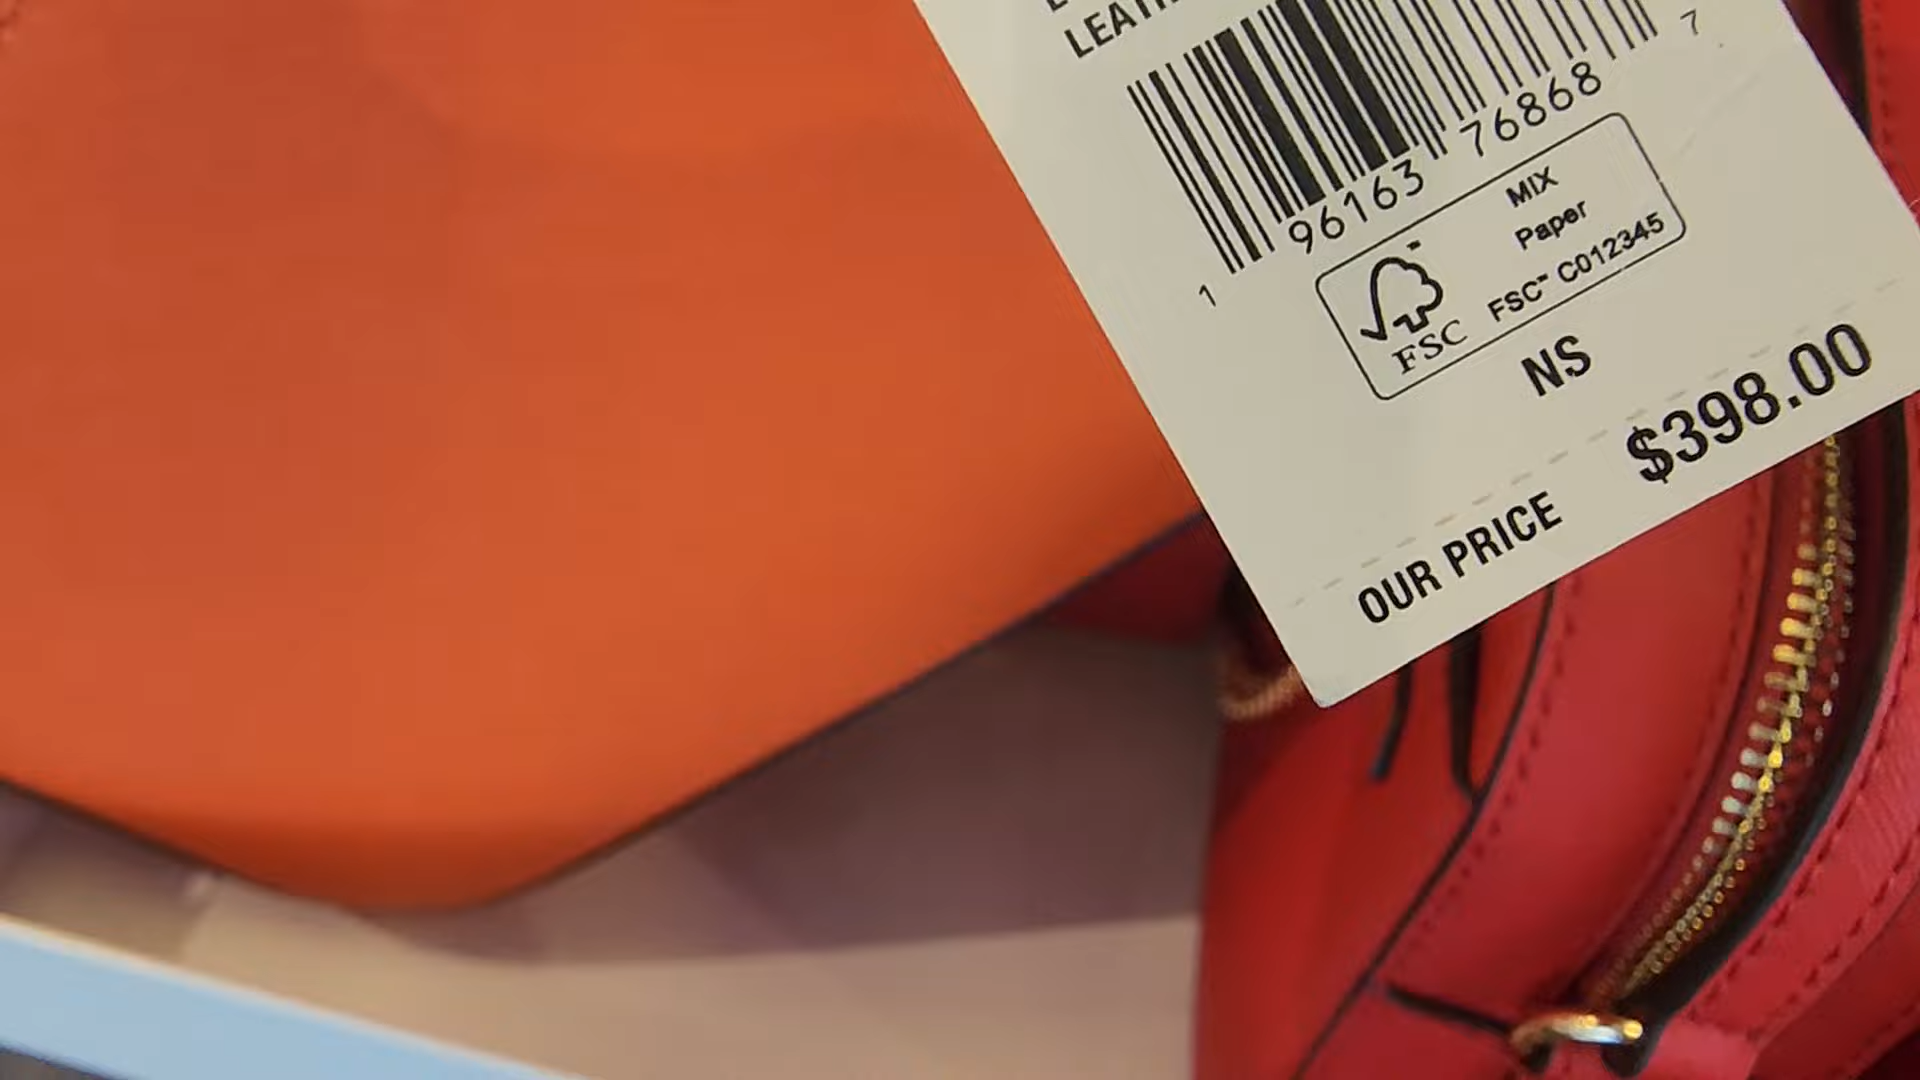 LEATH
1 96163 76868 7
MIX
Paper
FSC™ C012345
FSC
NS
$398.00
OUR PRICE